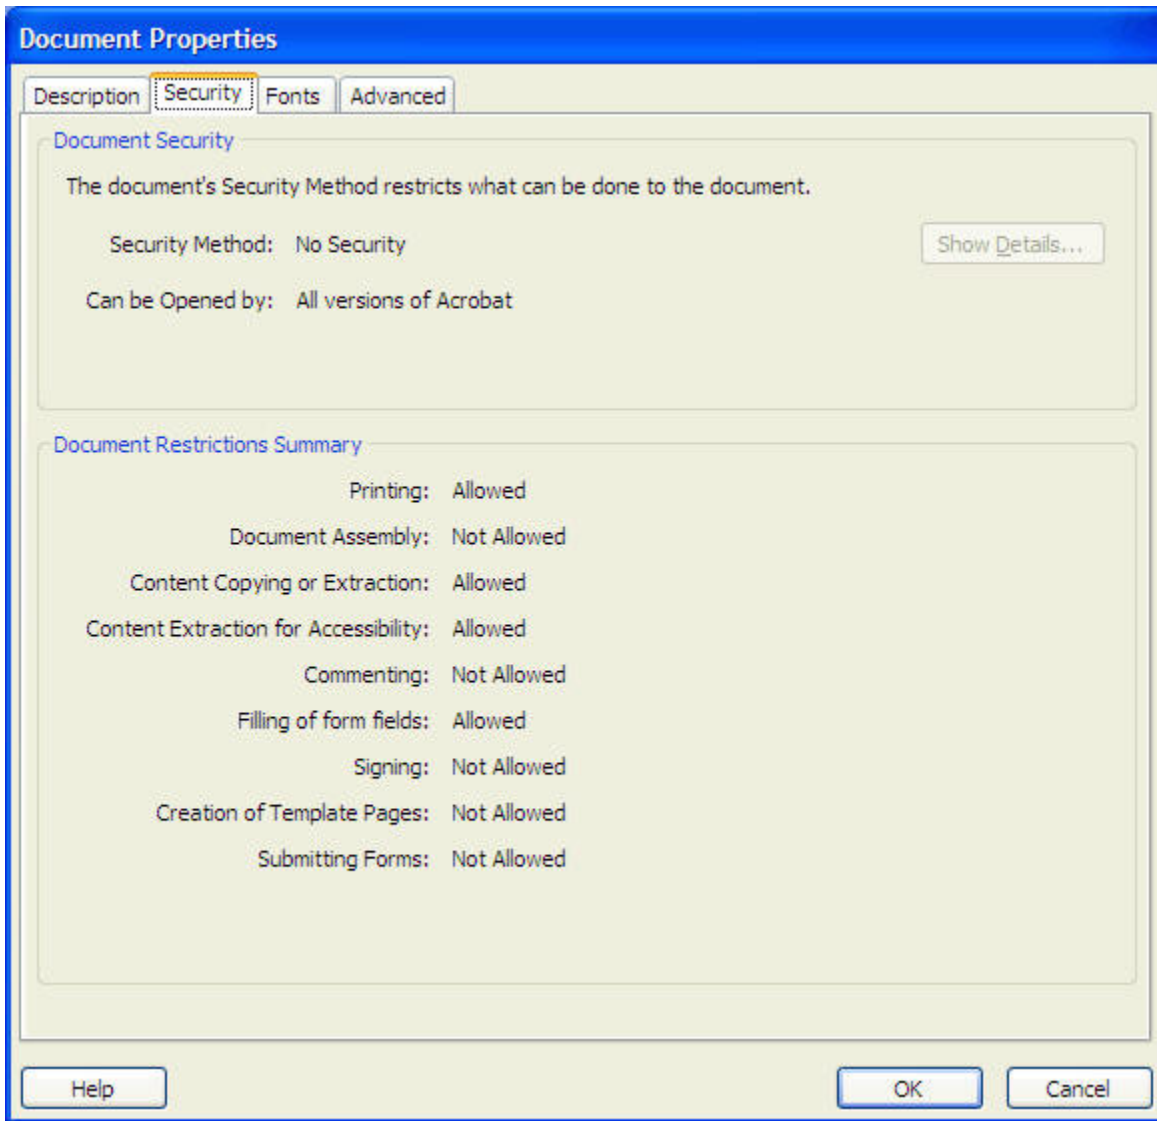 Document Properties
Description Security Fonts Advanced
Document Security
The document's Security Method restricts what can be done to the document.
Security Method: No Security Show Details...
Can be Opened by: All versions of Acrobat
Document Restrictions Summary
Printing: Allowed
Document Assembly: Not Allowed
Content Copying or Extraction: Allowed
Content Extraction for Accessibility: Allowed
Commenting: Not Allowed
Filling of form fields: Allowed
Signing: Not Allowed
Creation of Template Pages: Not Allowed
Submitting Forms: Not Allowed
Help OK Cancel